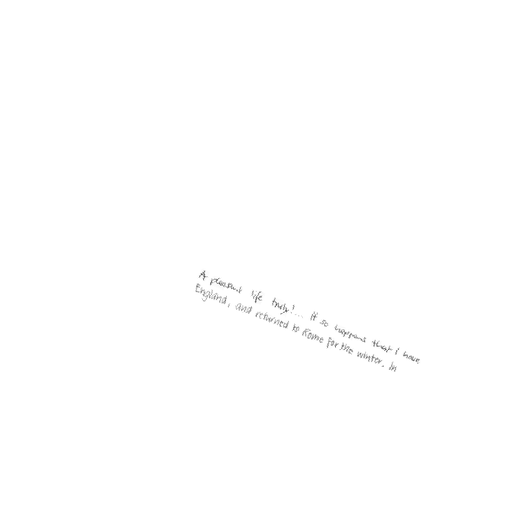 A pleasant life truly!... It so happens that i have
England, and returned to Rome for the winter. In